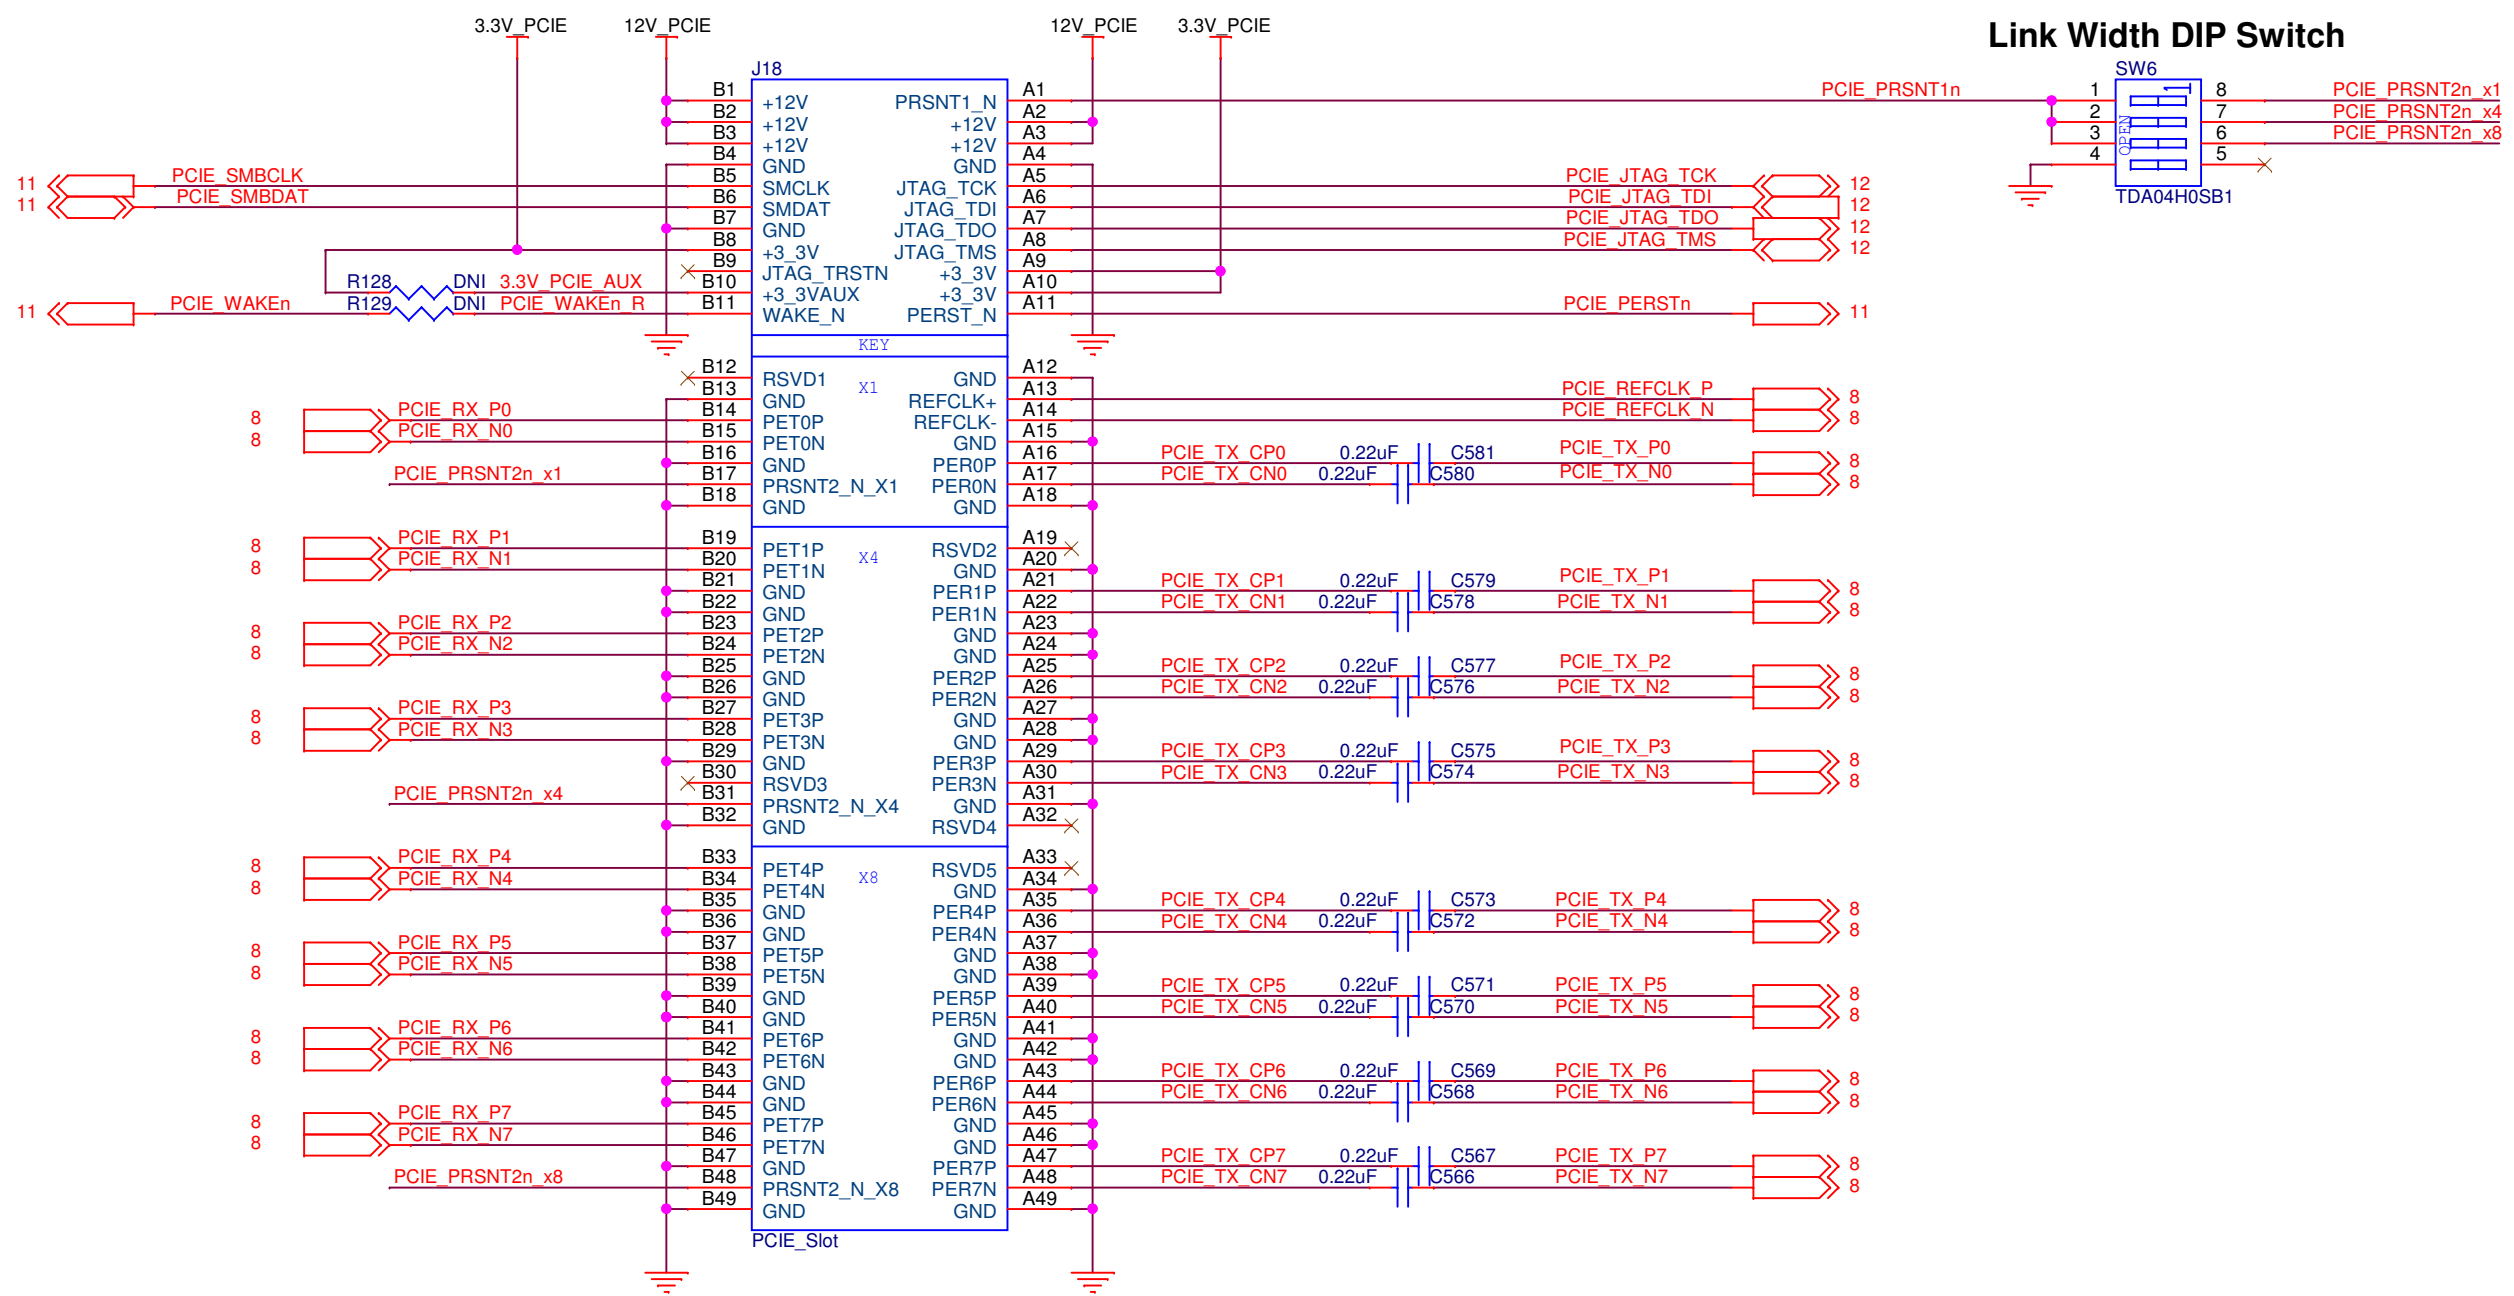 3.3V_PCIE 12V_PCIE 12V_PCIE 3.3V_PCIE
Link Width DIP Switch
J18 SW6
B1 +12V PRSNT1_N A1 PCIE_PRSNT1n 1 1 8 PCIE_PRSNT2n_x1
B2 +12V +12V A2 2 7 PCIE_PRSNT2n_x4
B3 +12V +12V A3 3 OPEN 6 PCIE_PRSNT2n_x8
B4 GND GND A4 4 5
11 PCIE_SMBCLK B5 SMCLK JTAG_TCK A5 PCIE_JTAG_TCK 12
TDA04H0SB1
11 PCIE_SMBDAT B6 SMDAT JTAG_TDI A6 PCIE_JTAG_TDI 12
B7 GND JTAG_TDO A7 PCIE_JTAG_TDO 12
B8 +3_3V JTAG_TMS A8 PCIE_JTAG_TMS 12
B9 JTAG_TRSTN +3_3V A9
R128 DNI 3.3V_PCIE_AUX B10 +3_3VAUX +3_3V A10
11 PCIE_WAKEn R129 DNI PCIE_WAKEn_R B11 WAKE_N PERST_N A11 PCIE_PERSTn 11
KEY
B12 RSVD1 X1 GND A12
B13 GND REFCLK+ A13 PCIE_REFCLK_P 8
8 PCIE_RX_P0 B14 PET0P REFCLK- A14 PCIE_REFCLK_N 8
8 PCIE_RX_N0 B15 PET0N GND A15
B16 GND PER0P A16 PCIE_TX_CP0 0.22uF C581 PCIE_TX_P0 8
PCIE_PRSNT2n_x1 B17 PRSNT2_N_X1 PER0N A17 PCIE_TX_CN0 0.22uF C580 PCIE_TX_N0 8
B18 GND GND A18
8 PCIE_RX_P1 B19 PET1P X4 RSVD2 A19
8 PCIE_RX_N1 B20 PET1N GND A20
B21 GND PER1P A21 PCIE_TX_CP1 0.22uF C579 PCIE_TX_P1 8
B22 GND PER1N A22 PCIE_TX_CN1 0.22uF C578 PCIE_TX_N1 8
8 PCIE_RX_P2 B23 PET2P GND A23
8 PCIE_RX_N2 B24 PET2N GND A24
B25 GND PER2P A25 PCIE_TX_CP2 0.22uF C577 PCIE_TX_P2 8
B26 GND PER2N A26 PCIE_TX_CN2 0.22uF C576 PCIE_TX_N2 8
8 PCIE_RX_P3 B27 PET3P GND A27
8 PCIE_RX_N3 B28 PET3N GND A28
B29 GND PER3P A29 PCIE_TX_CP3 0.22uF C575 PCIE_TX_P3 8
B30 RSVD3 PER3N A30 PCIE_TX_CN3 0.22uF C574 PCIE_TX_N3 8
PCIE_PRSNT2n_x4 B31 PRSNT2_N_X4 GND A31
B32 GND RSVD4 A32
8 PCIE_RX_P4 B33 PET4P X8 RSVD5 A33
8 PCIE_RX_N4 B34 PET4N GND A34
B35 GND PER4P A35 PCIE_TX_CP4 0.22uF C573 PCIE_TX_P4 8
B36 GND PER4N A36 PCIE_TX_CN4 0.22uF C572 PCIE_TX_N4 8
8 PCIE_RX_P5 B37 PET5P GND A37
8 PCIE_RX_N5 B38 PET5N GND A38
B39 GND PER5P A39 PCIE_TX_CP5 0.22uF C571 PCIE_TX_P5 8
B40 GND PER5N A40 PCIE_TX_CN5 0.22uF C570 PCIE_TX_N5 8
8 PCIE_RX_P6 B41 PET6P GND A41
8 PCIE_RX_N6 B42 PET6N GND A42
B43 GND PER6P A43 PCIE_TX_CP6 0.22uF C569 PCIE_TX_P6 8
B44 GND PER6N A44 PCIE_TX_CN6 0.22uF C568 PCIE_TX_N6 8
8 PCIE_RX_P7 B45 PET7P GND A45
8 PCIE_RX_N7 B46 PET7N GND A46
B47 GND PER7P A47 PCIE_TX_CP7 0.22uF C567 PCIE_TX_P7 8
PCIE_PRSNT2n_x8 B48 PRSNT2_N_X8 PER7N A48 PCIE_TX_CN7 0.22uF C566 PCIE_TX_N7 8
B49 GND GND A49
PCIE_Slot